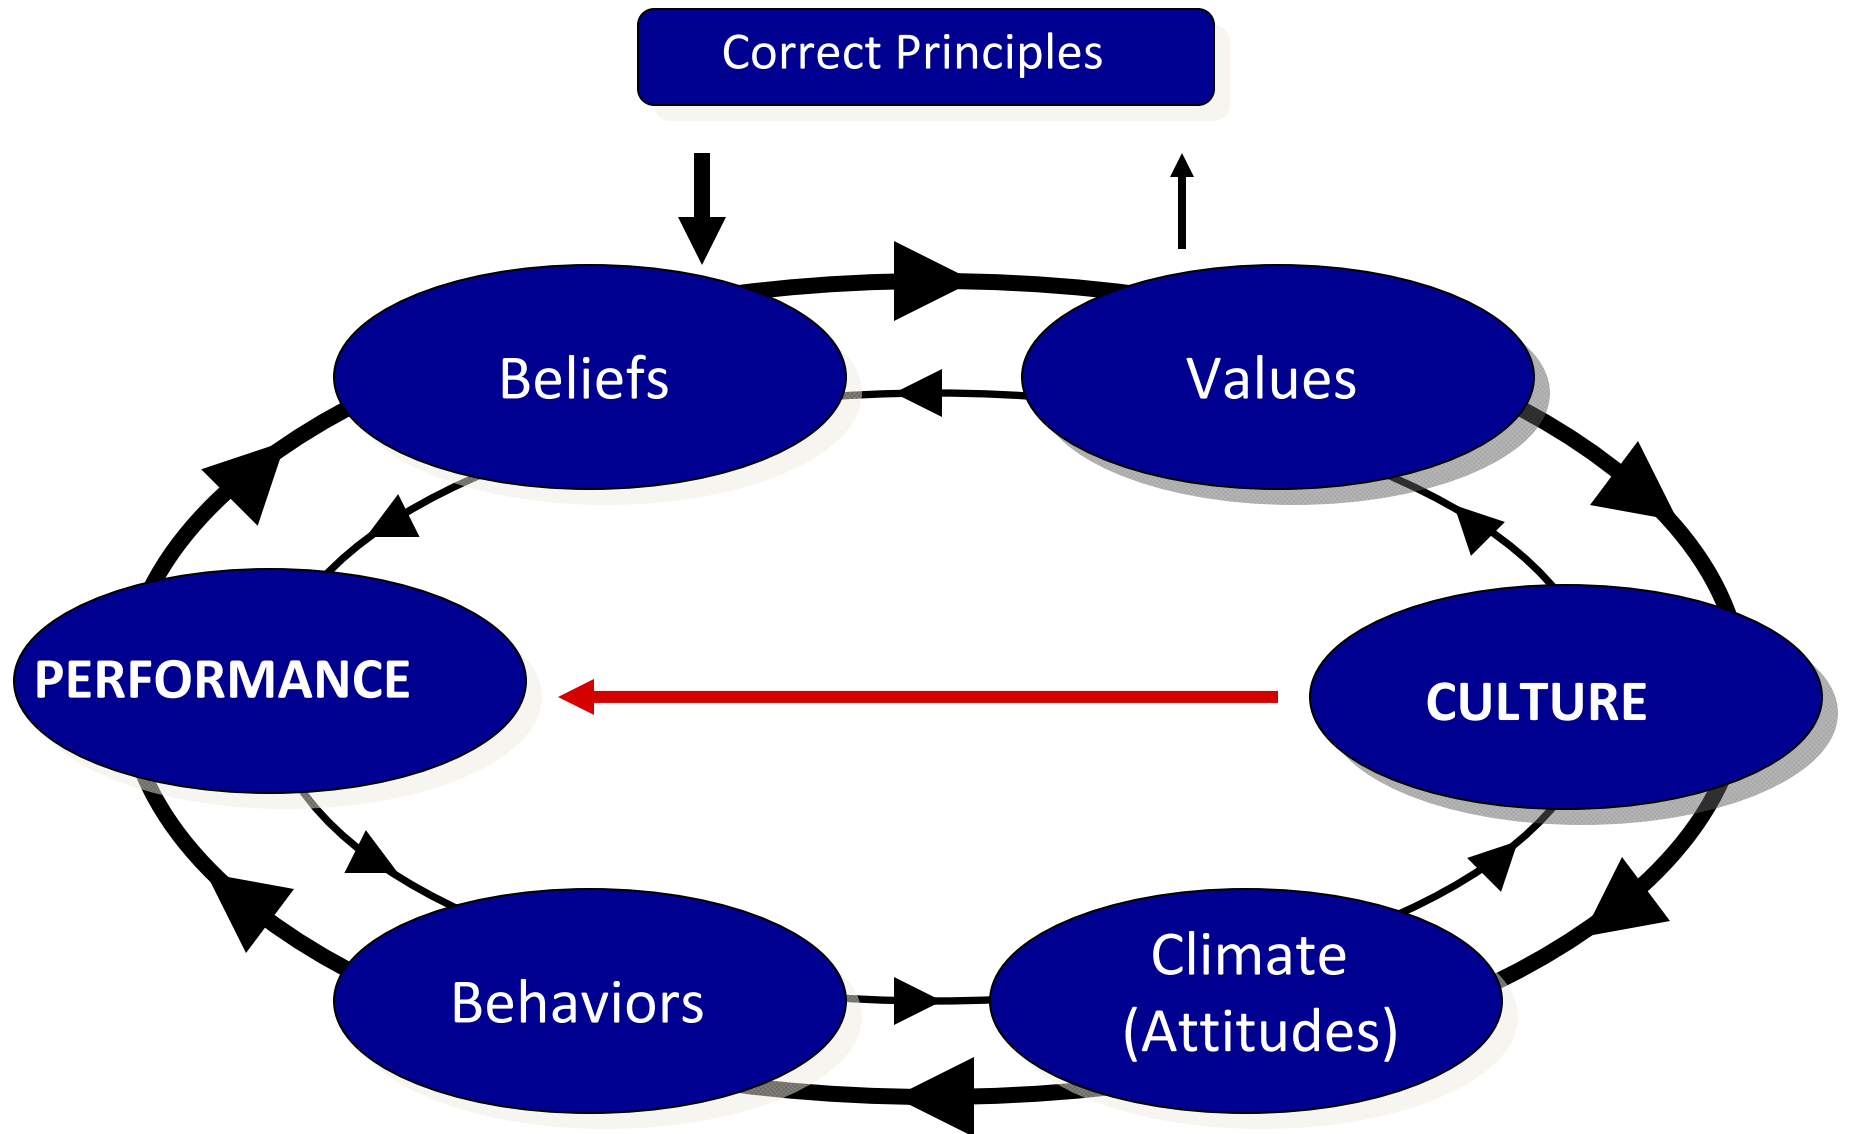 Correct Principles
Beliefs
Values
PERFORMANCE
CULTURE
Behaviors
Climate
(Attitudes)